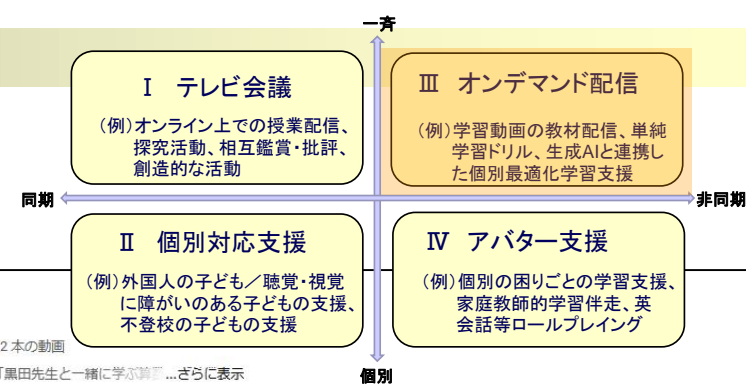 一斉
Ⅰ テレビ会議
(例)オンライン上での授業配信、
探究活動、相互鑑賞・批評、
創造的な活動
Ⅲ オンデマンド配信
(例)学習動画の教材配信、単純
学習ドリル、生成AIと連携し
た個別最適化学習支援
同期
非同期
Ⅱ 個別対応支援
(例)外国人の子ども／聴覚・視覚
に障がいのある子どもの支援、
不登校の子どもの支援
Ⅳ アバター支援
(例)個別の困りごとの学習支援、
家庭教師的学習伴走、英
会話等ロールプレイング
2 本の動画
「黒田先生と一緒に学ぶ ...さらに表示
個別